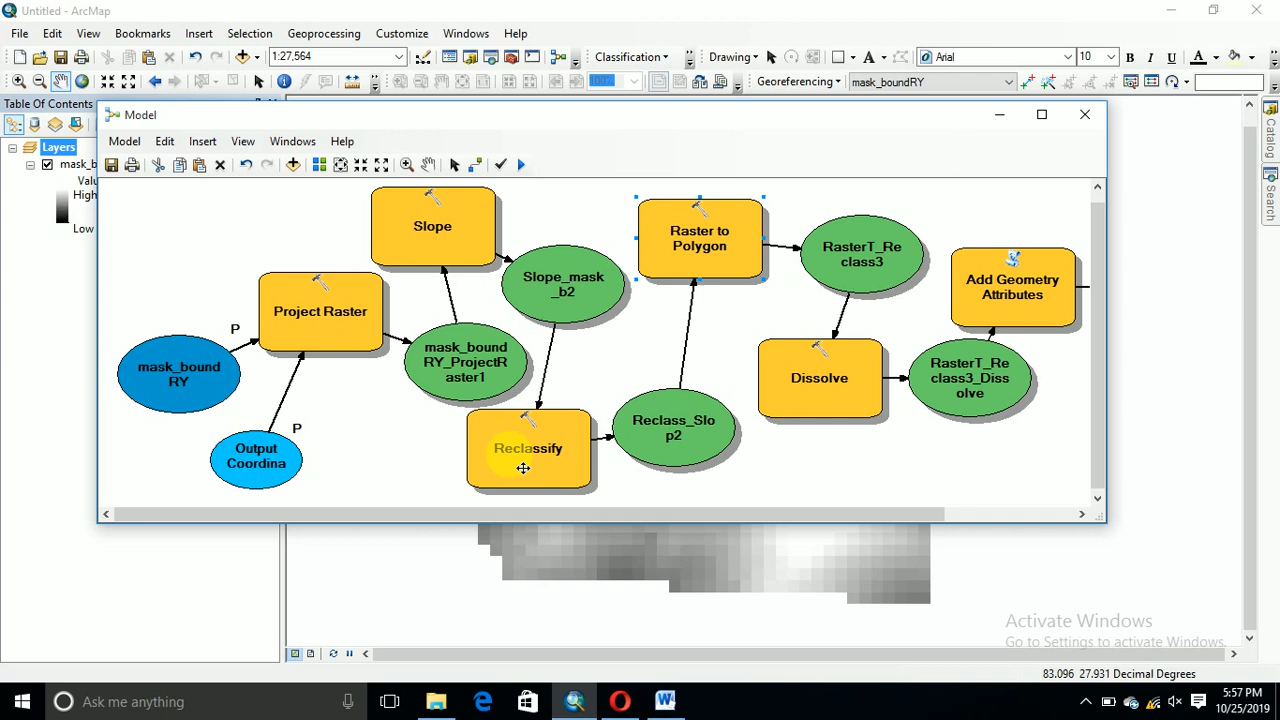 Untitled - ArcMap
File Edit View Bookmarks Insert Selection Geoprocessing Customize Windows Help
1:27,564 Classification Drawing Arial 10 B I U A
100% Georeferencing mask_boundRY
Table Of Contents
Layers
mask_b
Valu
High
Low
Model
Model Edit Insert View Windows Help
mask_bound
RY
P
Output
Coordina
P
Project Raster
mask_bound
RY_ProjectR
aster1
Slope
Slope_mask
_b2
Reclassify
Reclass_Slo
p2
Raster to
Polygon
RasterT_Re
class3
Dissolve
RasterT_Re
class3_Diss
olve
Add Geometry
Attributes
Catalog
Search
Activate Windows
Go to Settings to activate Windows.
83.096 27.931 Decimal Degrees
Ask me anything
5:57 PM
10/25/2019